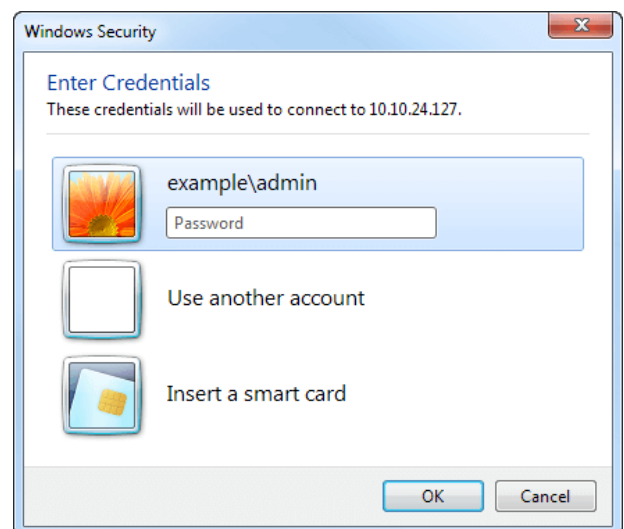 Windows Security
Enter Credentials
These credentials will be used to connect to 10.10.24.127.
example\admin
Password
Use another account
Insert a smart card
OK Cancel